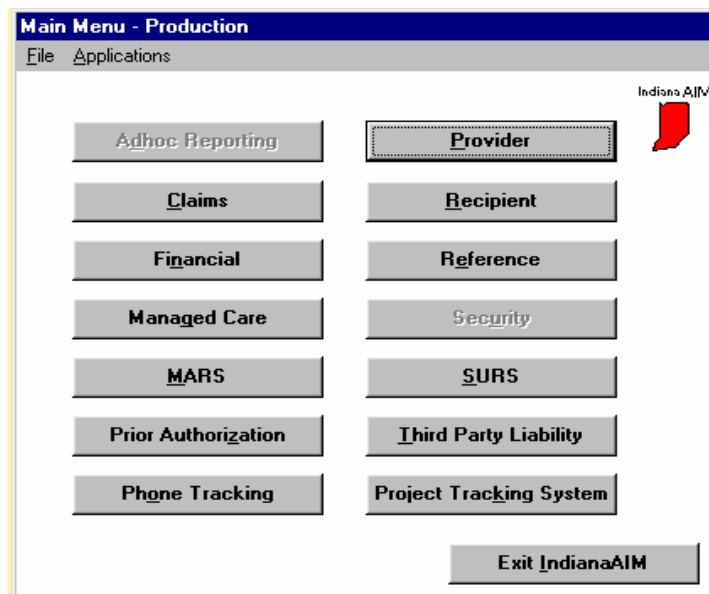 Main Menu - Production
File Applications
Indiana AIM
Adhoc Reporting Provider
Claims Recipient
Financial Reference
Managed Care Security
MARS SURS
Prior Authorization Third Party Liability
Phone Tracking Project Tracking System
Exit IndianaAIM